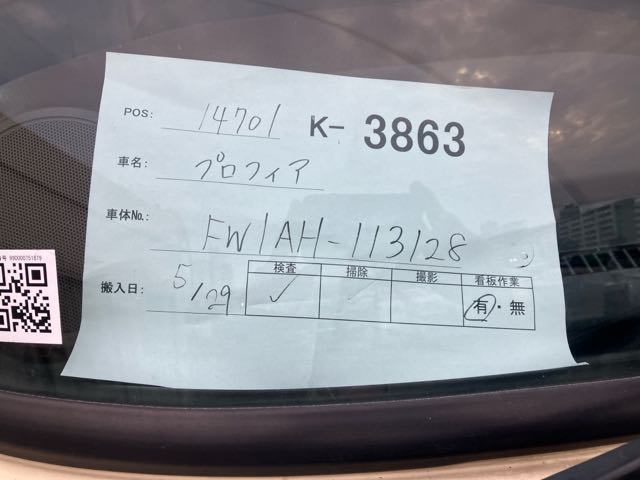 POS: 14701 K- 3863
車名: プロフィア
車体No.: FW1AH-113128
搬入日: 5/29
検査 掃除 撮影 看板作業
✓ 有・無